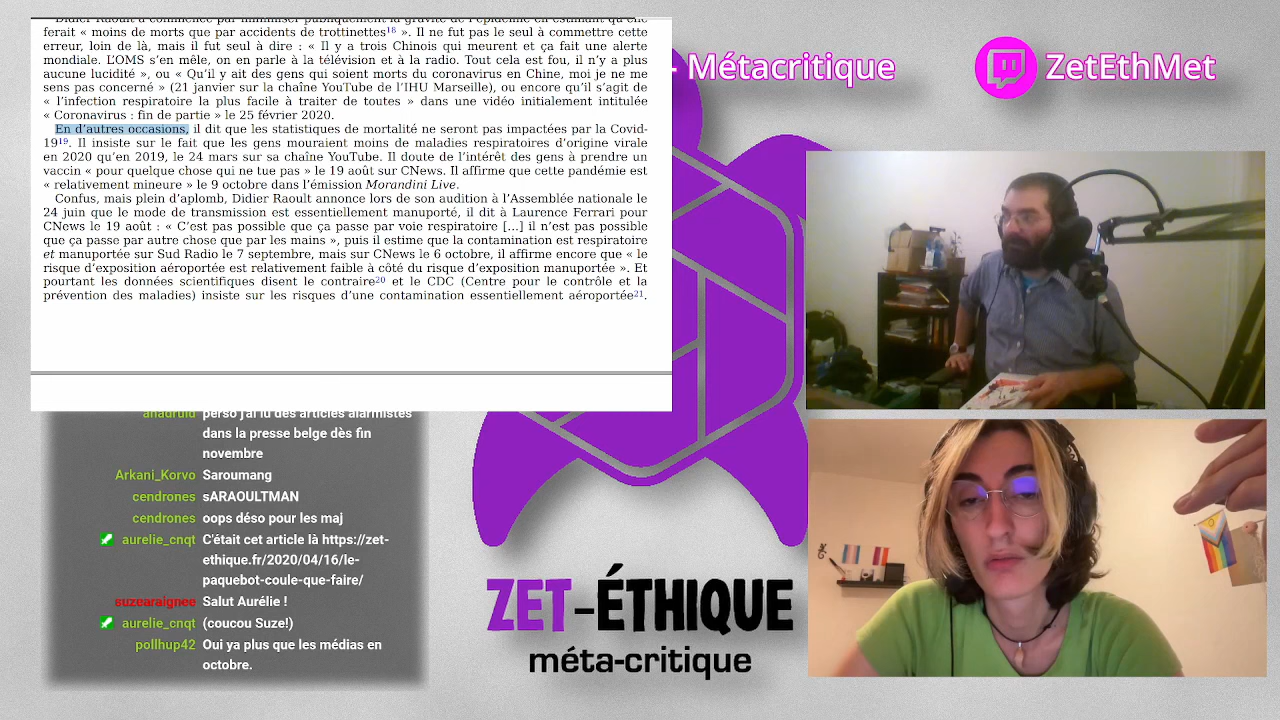 Didier Raoult a commencé par minimiser publiquement la gravité de l'épidémie en estimant qu'elle
ferait « moins de morts que par accidents de trottinettes18 ». Il ne fut pas le seul à commettre cette
erreur, loin de là, mais il fut seul à dire : « Il y a trois Chinois qui meurent et ça fait une alerte
mondiale. L'OMS s'en mêle, on en parle à la télévision et à la radio. Tout cela est fou, il n'y a plus
aucune lucidité », ou « Qu'il y ait des gens qui soient morts du coronavirus en Chine, moi je ne me
sens pas concerné » (21 janvier sur la chaîne YouTube de l'IHU Marseille), ou encore qu'il s'agit de
« l'infection respiratoire la plus facile à traiter de toutes » dans une vidéo initialement intitulée
« Coronavirus : fin de partie » le 25 février 2020.
En d'autres occasions, il dit que les statistiques de mortalité ne seront pas impactées par la Covid-
1919. Il insiste sur le fait que les gens mouraient moins de maladies respiratoires d'origine virale
en 2020 qu'en 2019, le 24 mars sur sa chaîne YouTube. Il doute de l'intérêt des gens à prendre un
vaccin « pour quelque chose qui ne tue pas » le 19 août sur CNews. Il affirme que cette pandémie est
« relativement mineure » le 9 octobre dans l'émission Morandini Live.
Confus, mais plein d'aplomb, Didier Raoult annonce lors de son audition à l'Assemblée nationale le
24 juin que le mode de transmission est essentiellement manuporté, il dit à Laurence Ferrari pour
CNews le 19 août : « C'est pas possible que ça passe par voie respiratoire […] il n'est pas possible
que ça passe par autre chose que par les mains », puis il estime que la contamination est respiratoire
et manuportée sur Sud Radio le 7 septembre, mais sur CNews le 6 octobre, il affirme encore que « le
risque d'exposition aéroportée est relativement faible à côté du risque d'exposition manuportée ». Et
pourtant les données scientifiques disent le contraire20 et le CDC (Centre pour le contrôle et la
prévention des maladies) insiste sur les risques d'une contamination essentiellement aéroportée21.
- Métacritique
ZetEthMet
anadruid perso j'ai lu des articles alarmistes
dans la presse belge dès fin
novembre
Arkani_Korvo Saroumang
cendrones sARAOULTMAN
cendrones oops déso pour les maj
aurelie_cnqt C'était cet article là https://zet-
ethique.fr/2020/04/16/le-
paquebot-coule-que-faire/
suzearaignee Salut Aurélie !
aurelie_cnqt (coucou Suze!)
pollhup42 Oui ya plus que les médias en
octobre.
ZET-ÉTHIQUE
méta-critique